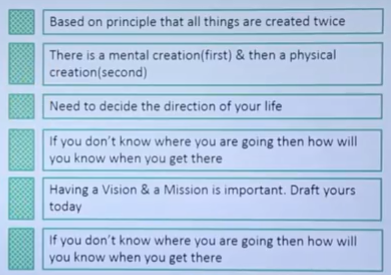 Based on principle that all things are created twice
There is a mental creation(first) & then a physical
creation(second)
Need to decide the direction of your life
If you don't know where you are going then how will
you know when you get there
Having a Vision & a Mission is important. Draft yours
today
If you don't know where you are going then how will
you know when you get there